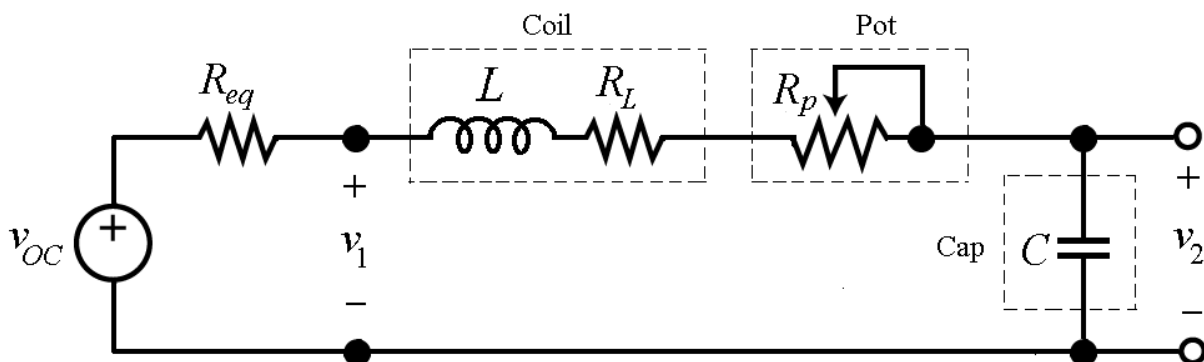 Coil
Pot
R_eq
L
R_L
R_p
+
v_OC
+
v_1
−
Cap
C
+
v_2
−